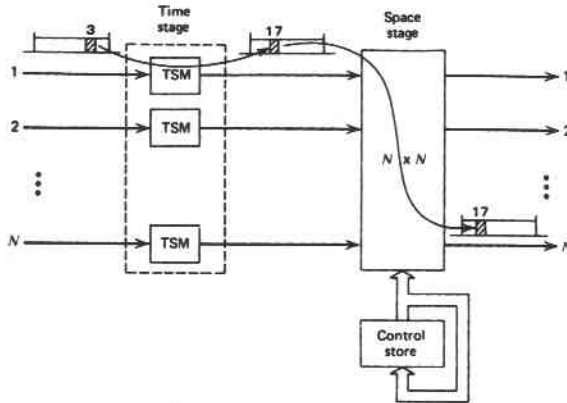 Time stage
Space stage
3
17
1
TSM
1
2
TSM
2
N x N
17
N
TSM
Control store